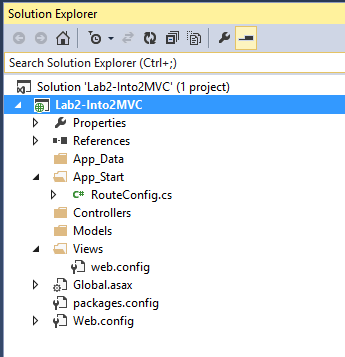 Solution Explorer
Search Solution Explorer (Ctrl+;)
Solution 'Lab2-Into2MVC' (1 project)
Lab2-Into2MVC
Properties
References
App_Data
App_Start
C# RouteConfig.cs
Controllers
Models
Views
web.config
Global.asax
packages.config
Web.config